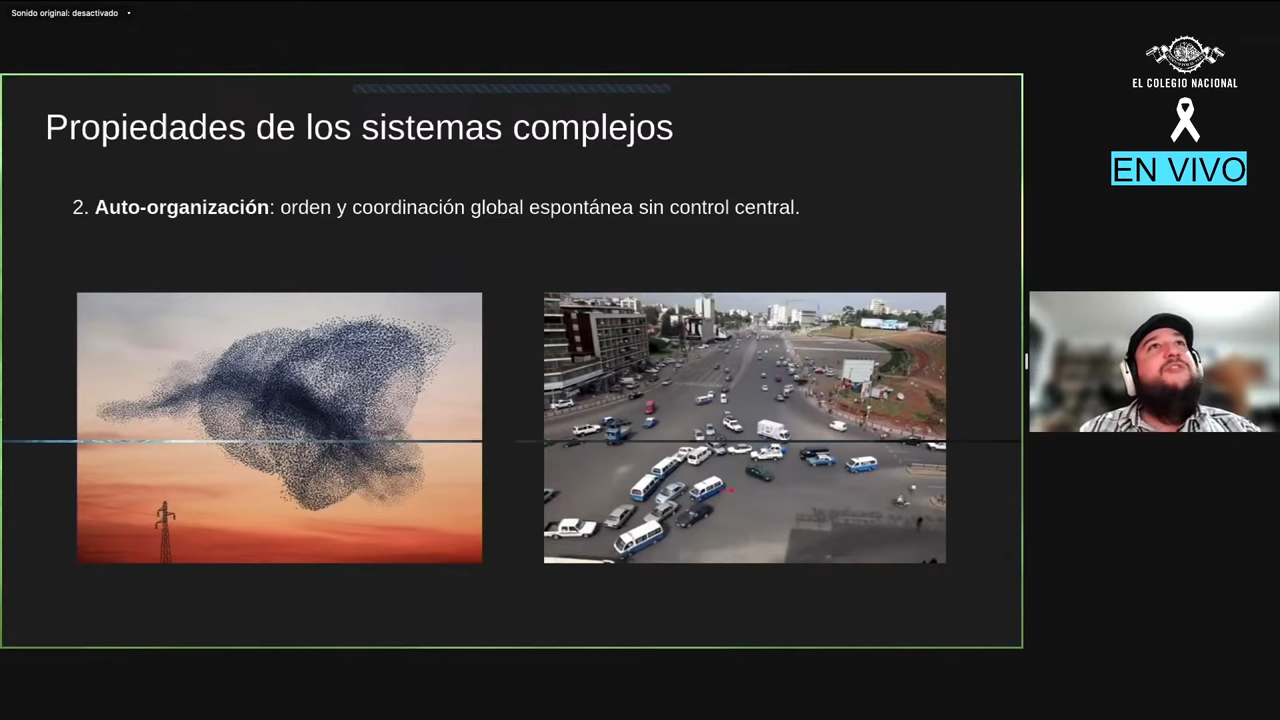 Sonido original: desactivado
EL COLEGIO NACIONAL
EN VIVO
Propiedades de los sistemas complejos
2. Auto-organización: orden y coordinación global espontánea sin control central.